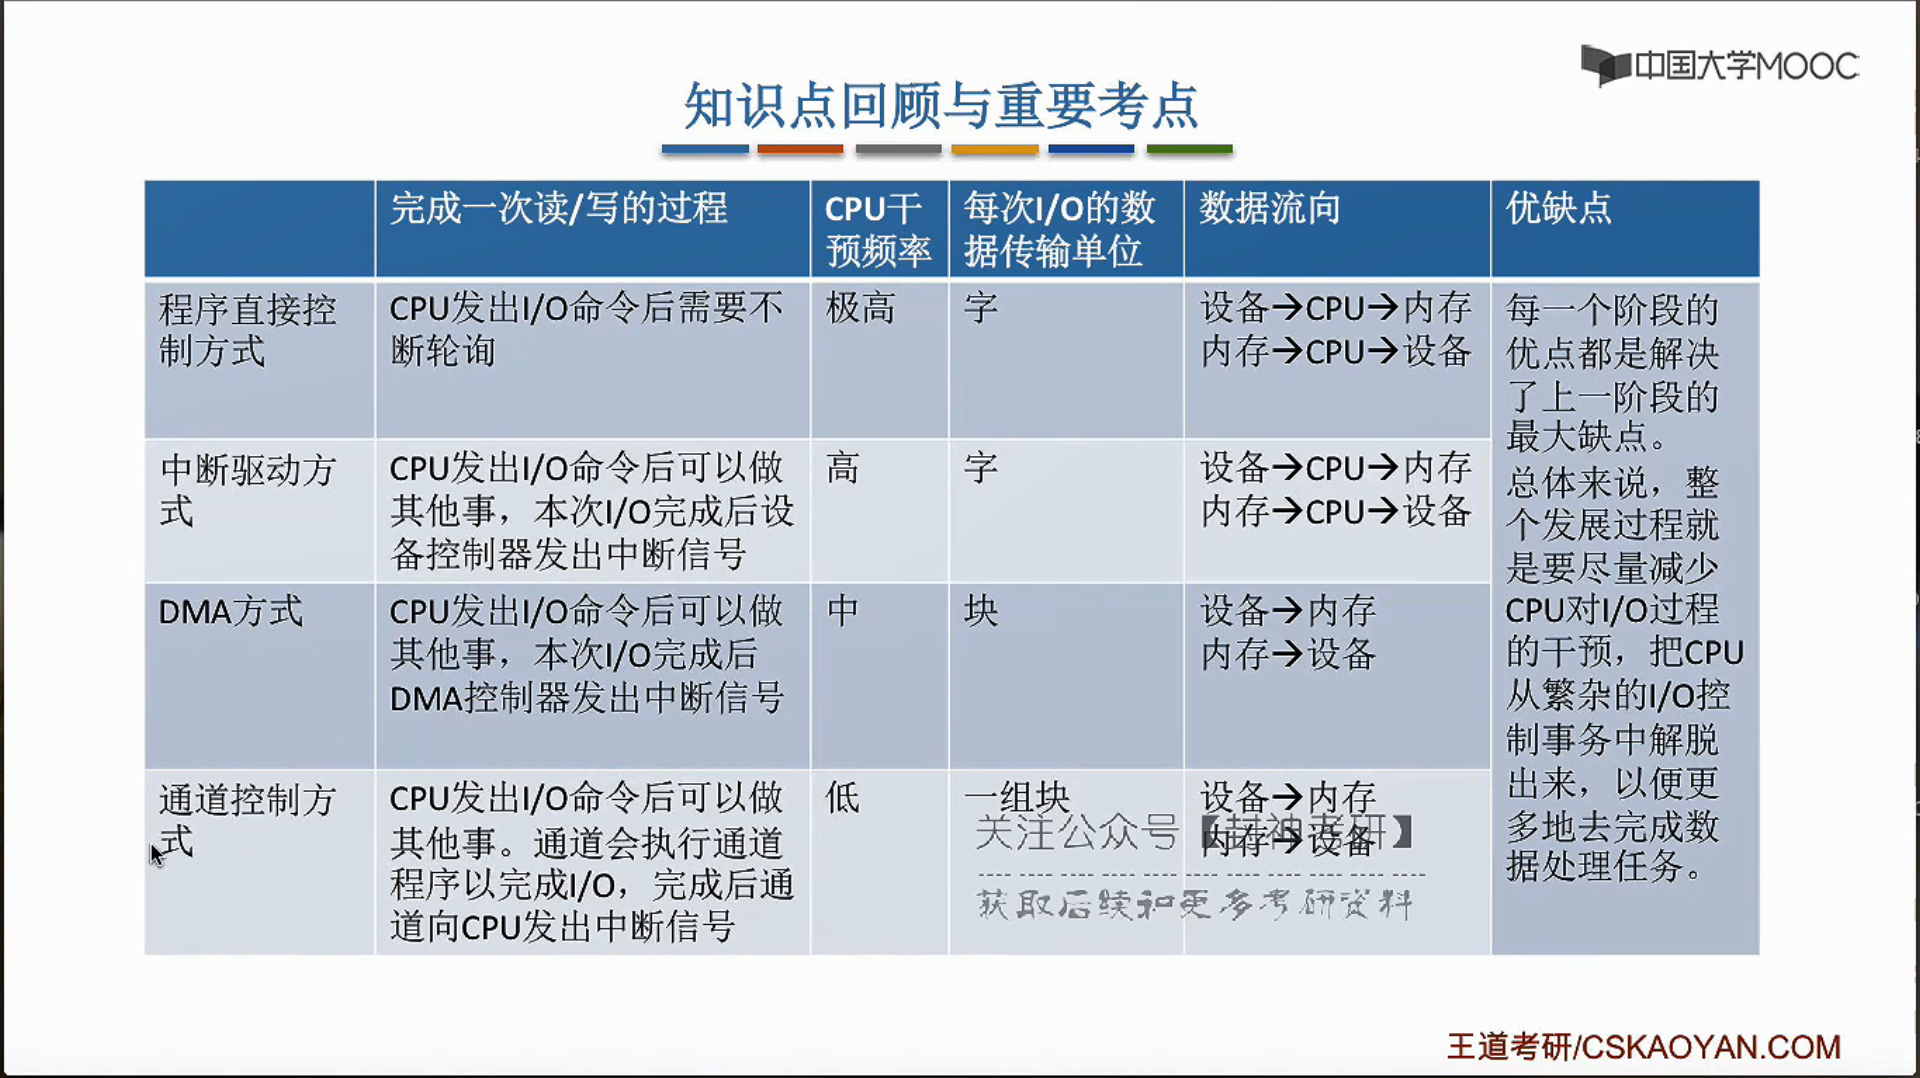 中国大学MOOC
知识点回顾与重要考点
完成一次读/写的过程
CPU干
预频率
每次I/O的数
据传输单位
数据流向
优缺点
程序直接控
制方式
CPU发出I/O命令后需要不
断轮询
极高
字
设备→CPU→内存
内存→CPU→设备
每一个阶段的
优点都是解决
了上一阶段的
最大缺点。
总体来说，整
个发展过程就
是要尽量减少
CPU对I/O过程
的干预，把CPU
从繁杂的I/O控
制事务中解脱
出来，以便更
多地去完成数
据处理任务。
中断驱动方
式
CPU发出I/O命令后可以做
其他事，本次I/O完成后设
备控制器发出中断信号
高
字
设备→CPU→内存
内存→CPU→设备
DMA方式
CPU发出I/O命令后可以做
其他事，本次I/O完成后
DMA控制器发出中断信号
中
块
设备→内存
内存→设备
通道控制方
式
CPU发出I/O命令后可以做
其他事。通道会执行通道
程序以完成I/O，完成后通
道向CPU发出中断信号
低
一组块
设备→内存
内存→设备
关注公众号【封神考研】
获取后续和更多考研资料
王道考研/CSKAOYAN.COM